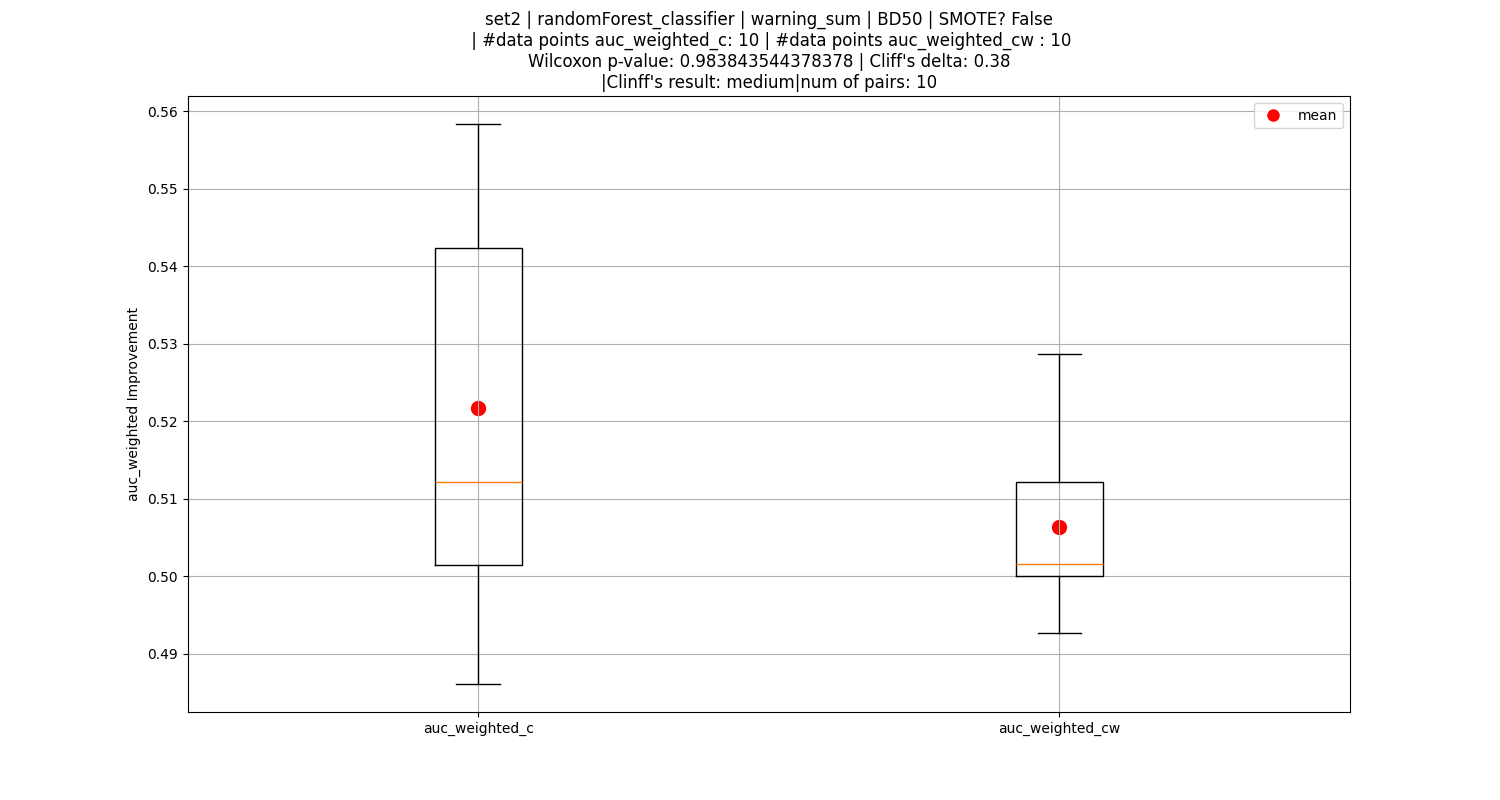 set2 | randomForest_classifier | warning_sum | BD50 | SMOTE? False
| #data points auc_weighted_c: 10 | #data points auc_weighted_cw : 10
Wilcoxon p-value: 0.983843544378378 | Cliff's delta: 0.38
|Clinff's result: medium|num of pairs: 10
mean
auc_weighted Improvement
0.56
0.55
0.54
0.53
0.52
0.51
0.50
0.49
auc_weighted_c
auc_weighted_cw